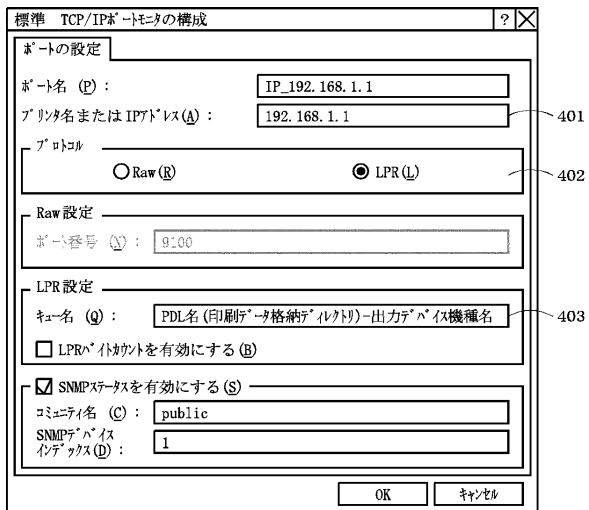 標準 TCP/IPﾎﾟｰﾄﾓﾆﾀの構成 ?
ﾎﾟｰﾄの設定
ﾎﾟｰﾄ名 (P) : IP_192.168.1.1
ﾌﾟﾘﾝﾀ名または IPｱﾄﾞﾚｽ(A) : 192.168.1.1 401
ﾌﾟﾛﾄｺﾙ
Raw(R) LPR(L) 402
Raw 設定
ﾎﾟｰﾄ番号 (N) : 9100
LPR 設定
ｷｭｰ名 (Q) : PDL名(印刷ﾃﾞｰﾀ格納ﾃﾞｨﾚｸﾄﾘ)-出力ﾃﾞﾊﾞｲｽ機種名 403
LPRﾊﾞｲﾄｶｳﾝﾄを有効にする(B)
SNMPｽﾃｰﾀｽを有効にする(S)
ｺﾐｭﾆﾃｨ名 (C) : public
SNMPﾃﾞﾊﾞｲｽ
ｲﾝﾃﾞｯｸｽ(D) : 1
OK ｷｬﾝｾﾙ